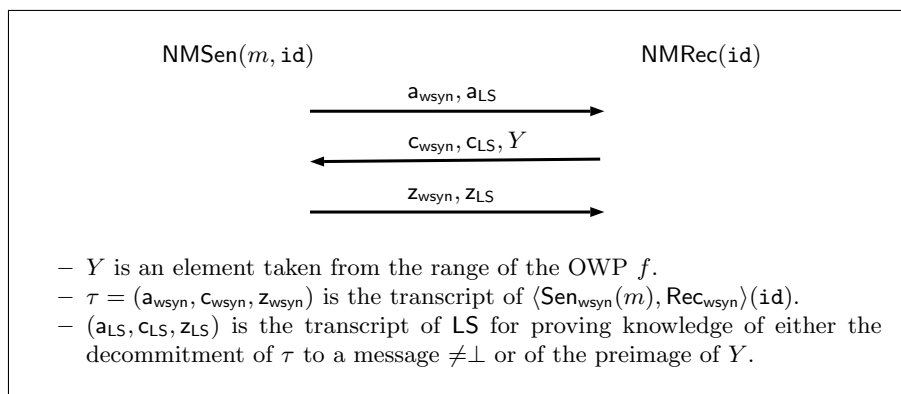 NMSen(m, id) NMRec(id)
a_wsyn, a_LS
c_wsyn, c_LS, Y
z_wsyn, z_LS
– Y is an element taken from the range of the OWP f.
– τ = (a_wsyn, c_wsyn, z_wsyn) is the transcript of ⟨Sen_wsyn(m), Rec_wsyn⟩(id).
– (a_LS, c_LS, z_LS) is the transcript of LS for proving knowledge of either the
decommitment of τ to a message ≠⊥ or of the preimage of Y.